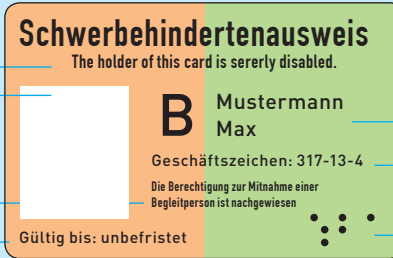 Schwerbehindertenausweis
The holder of this card is sererly disabled.
B
Mustermann
Max
Geschäftszeichen: 317-13-4
Die Berechtigung zur Mitnahme einer
Begleitperson ist nachgewiesen
Gültig bis: unbefristet